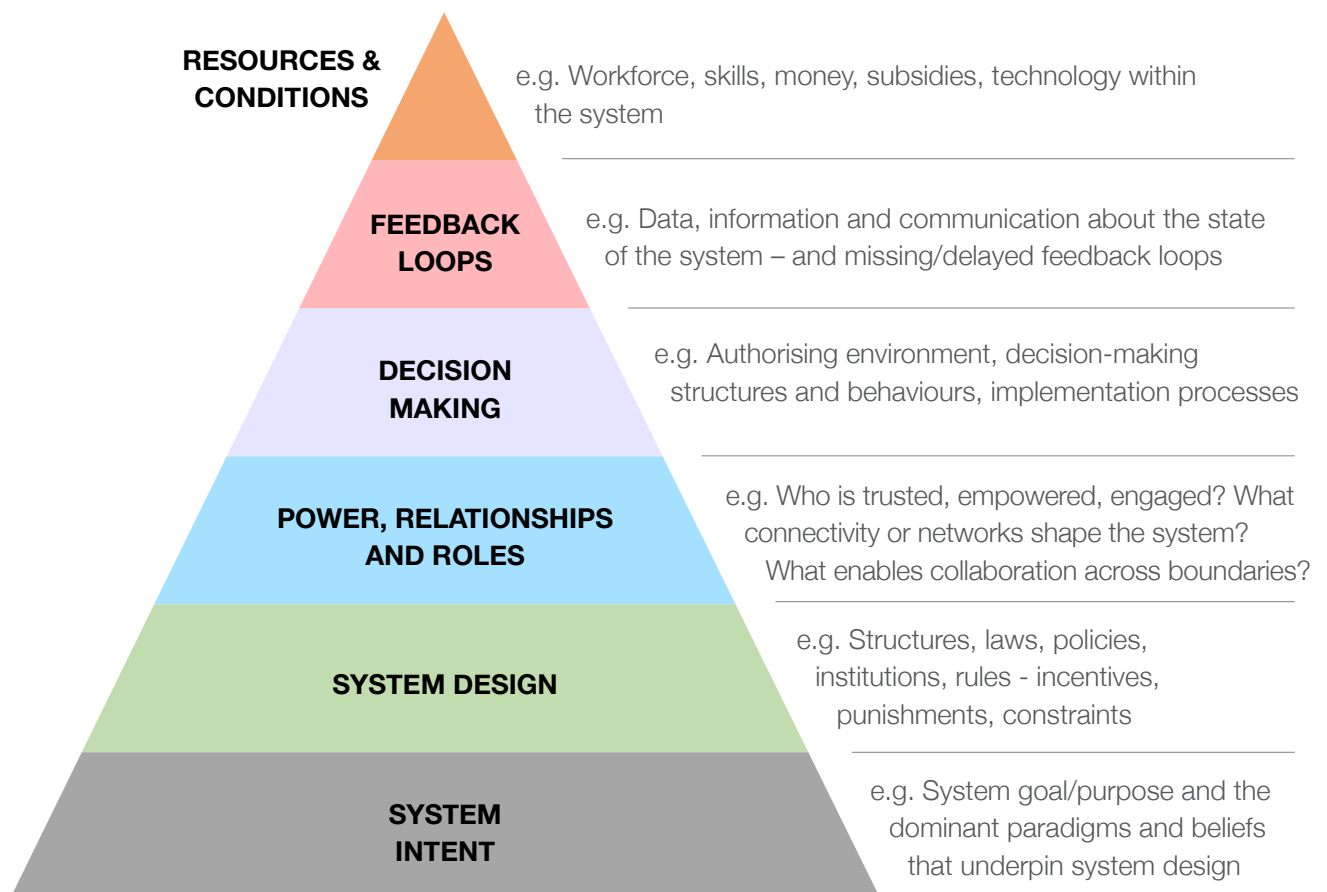 RESOURCES &
CONDITIONS
e.g. Workforce, skills, money, subsidies, technology within
the system
FEEDBACK
LOOPS
e.g. Data, information and communication about the state
of the system – and missing/delayed feedback loops
DECISION
MAKING
e.g. Authorising environment, decision-making
structures and behaviours, implementation processes
POWER, RELATIONSHIPS
AND ROLES
e.g. Who is trusted, empowered, engaged? What
connectivity or networks shape the system?
What enables collaboration across boundaries?
SYSTEM DESIGN
e.g. Structures, laws, policies,
institutions, rules - incentives,
punishments, constraints
SYSTEM
INTENT
e.g. System goal/purpose and the
dominant paradigms and beliefs
that underpin system design